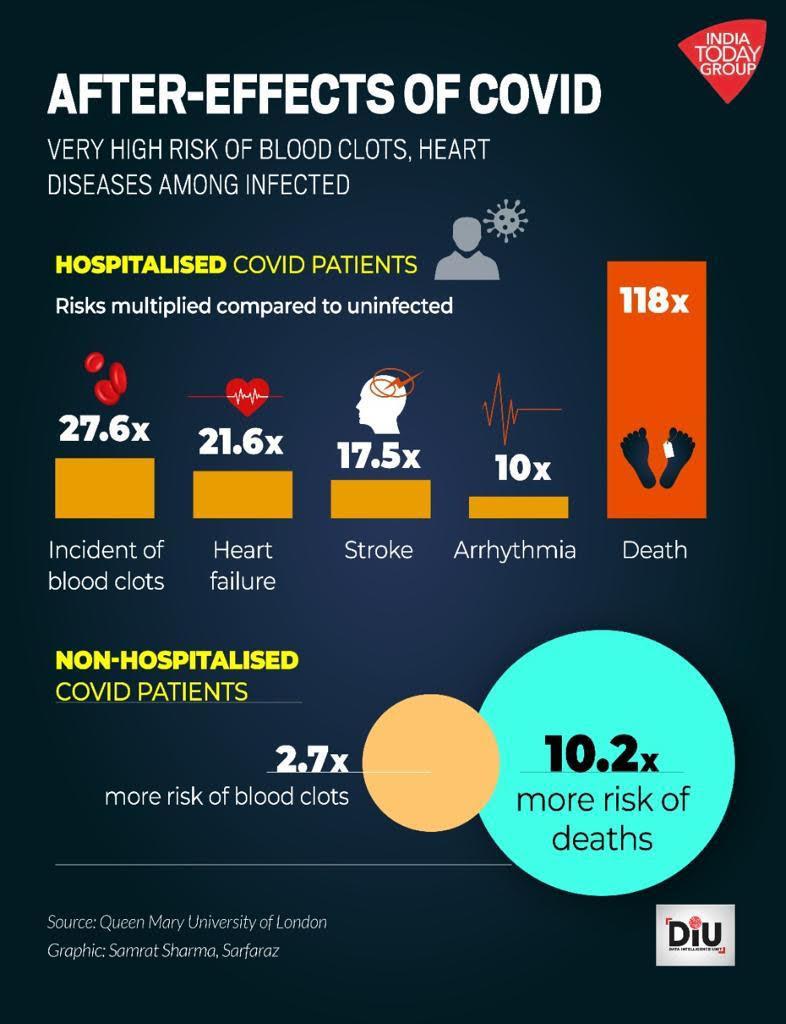 INDIA
TODAY
GROUP
AFTER-EFFECTS OF COVID
VERY HIGH RISK OF BLOOD CLOTS, HEART
DISEASES AMONG INFECTED
HOSPITALISED COVID PATIENTS
Risks multiplied compared to uninfected
118x
27.6x
21.6x
17.5x
10x
Incident of
blood clots
Heart
failure
Stroke
Arrhythmia
Death
NON-HOSPITALISED
COVID PATIENTS
2.7x
more risk of blood clots
10.2x
more risk of
deaths
Source: Queen Mary University of London
Graphic: Samrat Sharma, Sarfaraz
DIU
DATA INTELLIGENCE UNIT